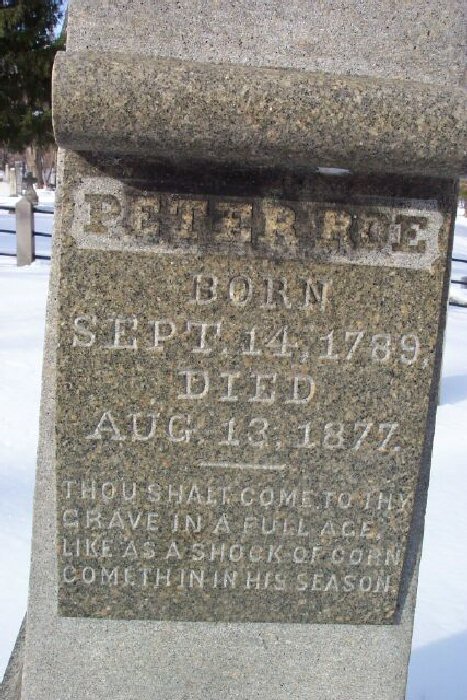 PETER ROE
BORN
SEPT. 14, 1789.
DIED
AUG. 13, 1877.
THOU SHALT COME TO THY
GRAVE IN A FULL AGE,
LIKE AS A SHOCK OF CORN
COMETH IN IN HIS SEASON.